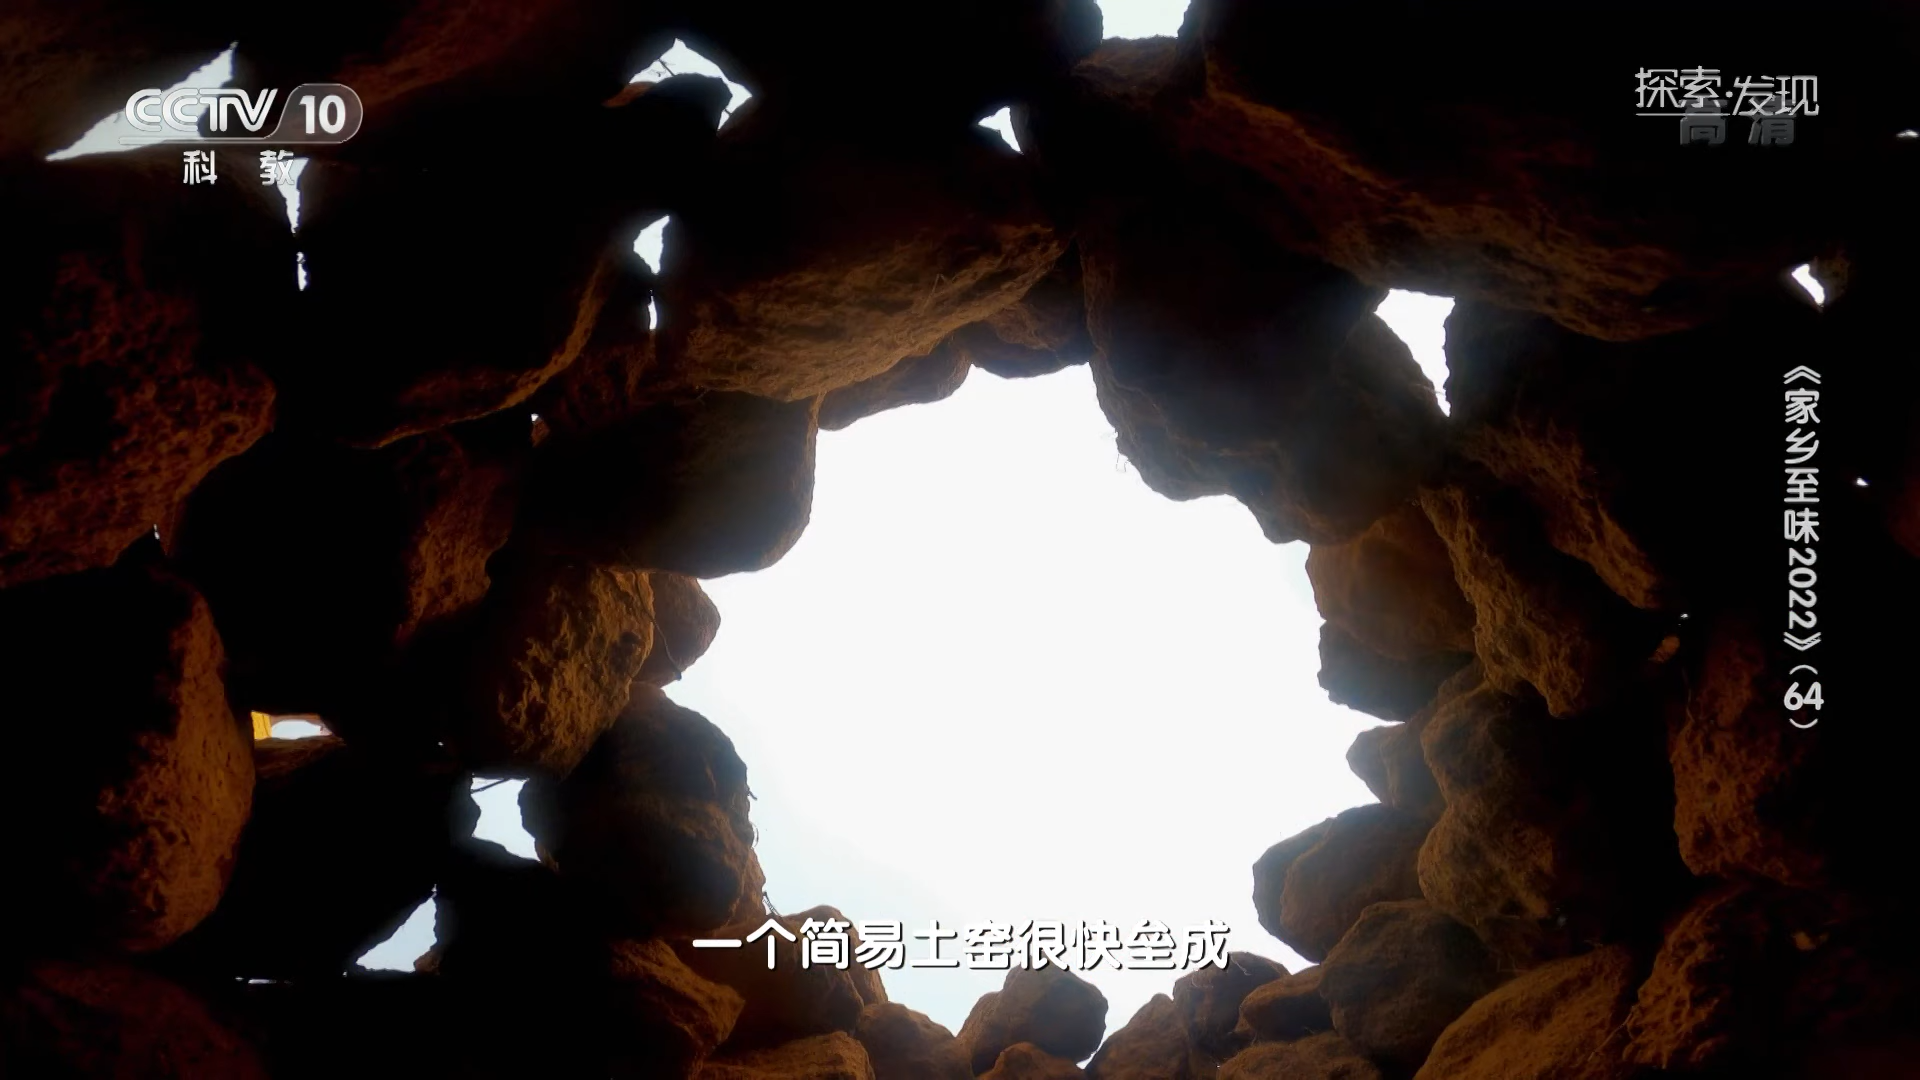 CCTV 10
科 教
探索·发现
高清
《家乡至味2022》（64）
一个简易土窑很快垒成